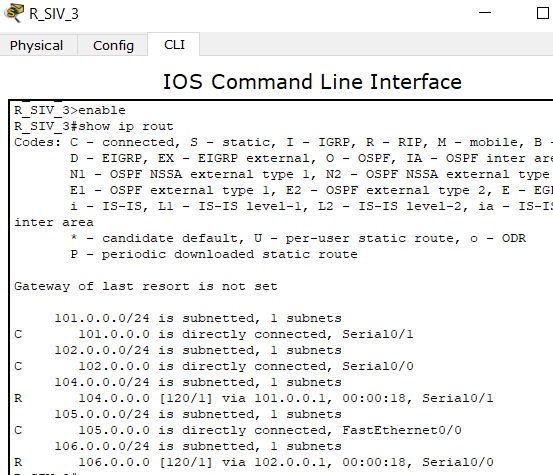 R_SIV_3
Physical Config CLI
IOS Command Line Interface
R_SIV_3>enable
R_SIV_3#show ip rout
Codes: C - connected, S - static, I - IGRP, R - RIP, M - mobile, B -
D - EIGRP, EX - EIGRP external, O - OSPF, IA - OSPF inter are
N1 - OSPF NSSA external type 1, N2 - OSPF NSSA external type
E1 - OSPF external type 1, E2 - OSPF external type 2, E - EG
i - IS-IS, L1 - IS-IS level-1, L2 - IS-IS level-2, ia - IS-IS
inter area
* - candidate default, U - per-user static route, o - ODR
P - periodic downloaded static route
Gateway of last resort is not set
101.0.0.0/24 is subnetted, 1 subnets
C 101.0.0.0 is directly connected, Serial0/1
102.0.0.0/24 is subnetted, 1 subnets
C 102.0.0.0 is directly connected, Serial0/0
104.0.0.0/24 is subnetted, 1 subnets
R 104.0.0.0 [120/1] via 101.0.0.1, 00:00:18, Serial0/1
105.0.0.0/24 is subnetted, 1 subnets
C 105.0.0.0 is directly connected, FastEthernet0/0
106.0.0.0/24 is subnetted, 1 subnets
R 106.0.0.0 [120/1] via 102.0.0.1, 00:00:18, Serial0/0